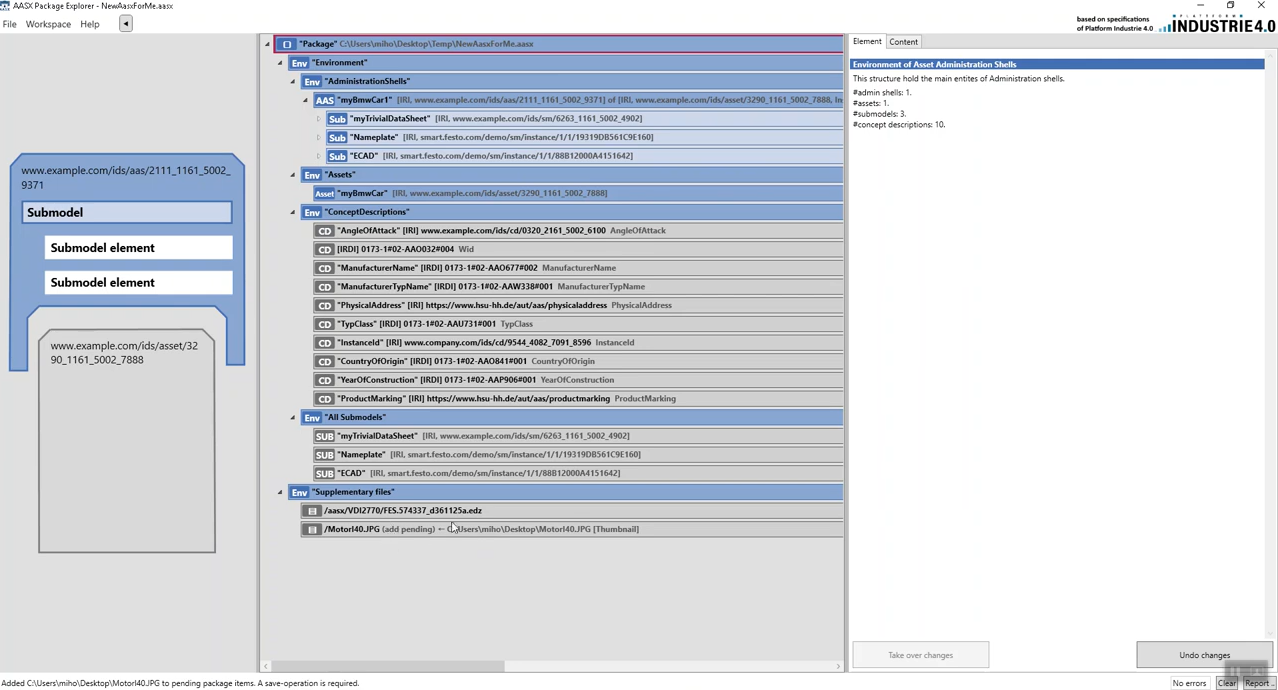 AASX Package Explorer - NewAasxForMe.aasx
File Workspace Help
based on specifications
of Platform Industrie 4.0
PLATTFORM
INDUSTRIE4.0
www.example.com/ids/aas/2111_1161_5002_
9371
Submodel
Submodel element
Submodel element
www.example.com/ids/asset/32
90_1161_5002_7888
"Package" C:\Users\miho\Desktop\Temp\NewAasxForMe.aasx
Env "Environment"
Env "AdministrationShells"
AAS "myBmwCar1" [IRI, www.example.com/ids/aas/2111_1161_5002_9371] of [IRI, www.example.com/ids/asset/3290_1161_5002_7888, In
Sub "myTrivialDataSheet" [IRI, www.example.com/ids/sm/6263_1161_5002_4902]
Sub "Nameplate" [IRI, smart.festo.com/demo/sm/instance/1/1/19319DB561C9E160]
Sub "ECAD" [IRI, smart.festo.com/demo/sm/instance/1/1/88B12000A4151642]
Env "Assets"
Asset "myBmwCar" [IRI, www.example.com/ids/asset/3290_1161_5002_7888]
Env "ConceptDescriptions"
CD "AngleOfAttack" [IRI] www.example.com/ids/cd/0320_2161_5002_6100 AngleOfAttack
CD [IRDI] 0173-1#02-AAO032#004 Wid
CD "ManufacturerName" [IRDI] 0173-1#02-AAO677#002 ManufacturerName
CD "ManufacturerTypName" [IRDI] 0173-1#02-AAW338#001 ManufacturerTypName
CD "PhysicalAddress" [IRI] https://www.hsu-hh.de/aut/aas/physicaladdress PhysicalAddress
CD "TypClass" [IRDI] 0173-1#02-AAU731#001 TypClass
CD "InstanceId" [IRI] www.company.com/ids/cd/9544_4082_7091_8596 InstanceId
CD "CountryOfOrigin" [IRDI] 0173-1#02-AAO841#001 CountryOfOrigin
CD "YearOfConstruction" [IRDI] 0173-1#02-AAP906#001 YearOfConstruction
CD "ProductMarking" [IRI] https://www.hsu-hh.de/aut/aas/productmarking ProductMarking
Env "All Submodels"
SUB "myTrivialDataSheet" [IRI, www.example.com/ids/sm/6263_1161_5002_4902]
SUB "Nameplate" [IRI, smart.festo.com/demo/sm/instance/1/1/19319DB561C9E160]
SUB "ECAD" [IRI, smart.festo.com/demo/sm/instance/1/1/88B12000A4151642]
Env "Supplementary files"
/aasx/VDI2770/FES.574337_d361125a.edz
/MotorI40.JPG (add pending) ← C:\Users\miho\Desktop\MotorI40.JPG [Thumbnail]
Element Content
Environment of Asset Administration Shells
This structure hold the main entites of Administration shells.
#admin shells: 1.
#assets: 1.
#submodels: 3.
#concept descriptions: 10.
Take over changes Undo changes
Added C:\Users\miho\Desktop\MotorI40.JPG to pending package items. A save-operation is required.
No errors Clear Report..